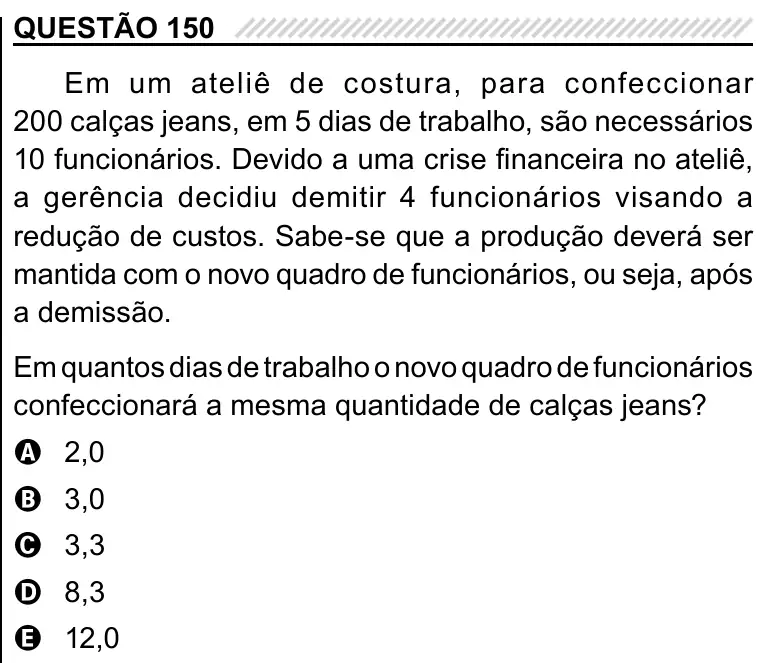 QUESTÃO 150
Em um ateliê de costura, para confeccionar
200 calças jeans, em 5 dias de trabalho, são necessários
10 funcionários. Devido a uma crise financeira no ateliê,
a gerência decidiu demitir 4 funcionários visando a
redução de custos. Sabe-se que a produção deverá ser
mantida com o novo quadro de funcionários, ou seja, após
a demissão.
Em quantos dias de trabalho o novo quadro de funcionários
confeccionará a mesma quantidade de calças jeans?
A 2,0
B 3,0
C 3,3
D 8,3
E 12,0